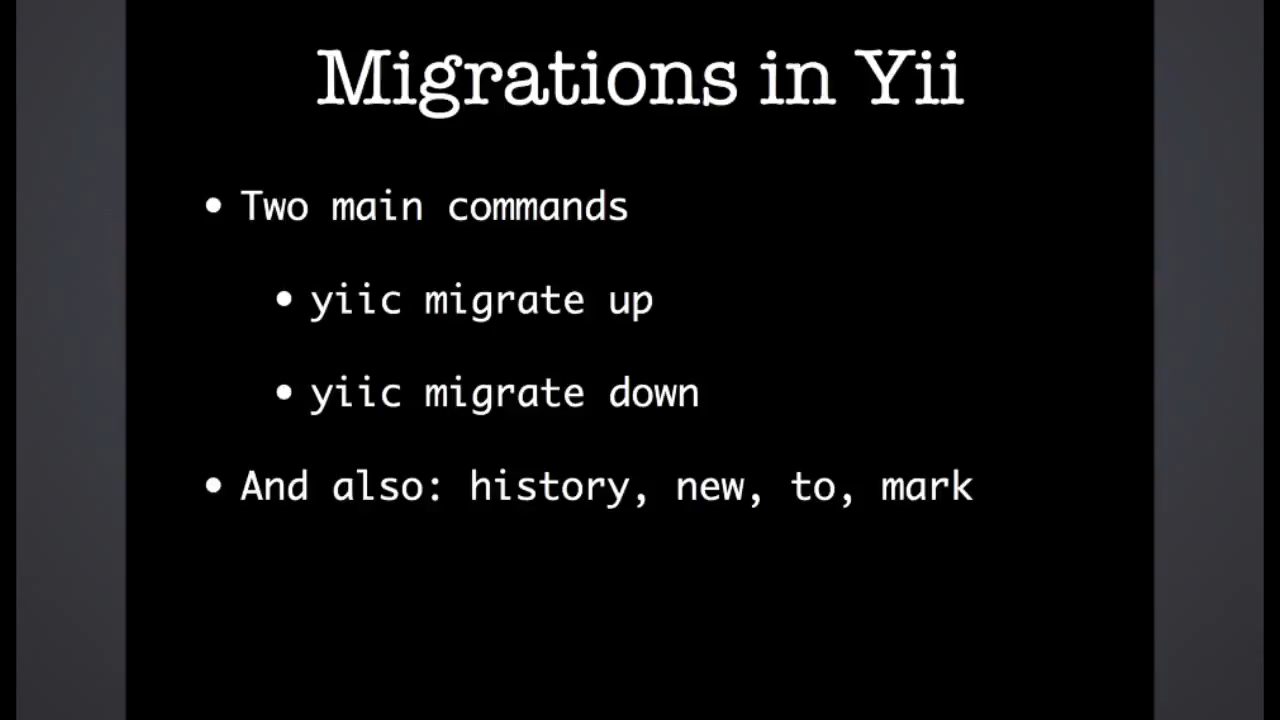 Migrations in Yii
• Two main commands
• yiic migrate up
• yiic migrate down
• And also: history, new, to, mark